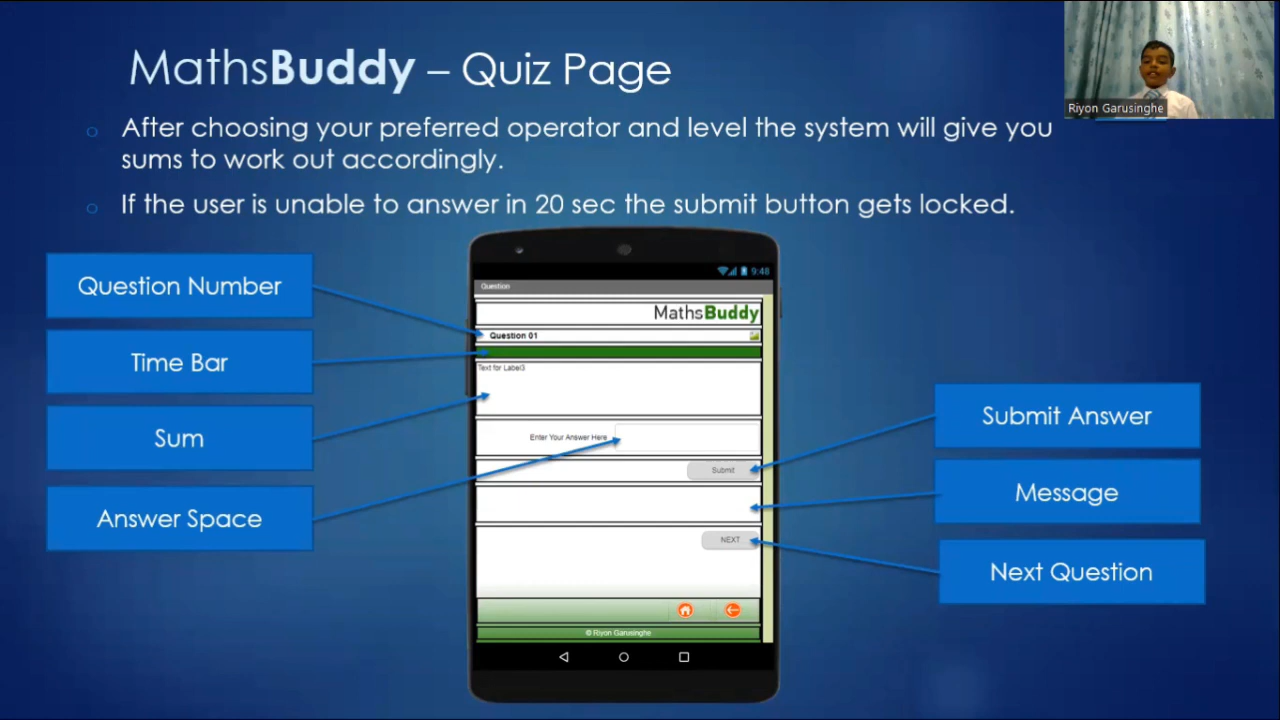 MathsBuddy – Quiz Page
Riyon Garusinghe
After choosing your preferred operator and level the system will give you
sums to work out accordingly.
If the user is unable to answer in 20 sec the submit button gets locked.
Question Number
Time Bar
Sum
Answer Space
9:48
Question
MathsBuddy
Question 01
Text for Label3
Enter Your Answer Here
Submit
NEXT
© Riyon Garusinghe
Submit Answer
Message
Next Question